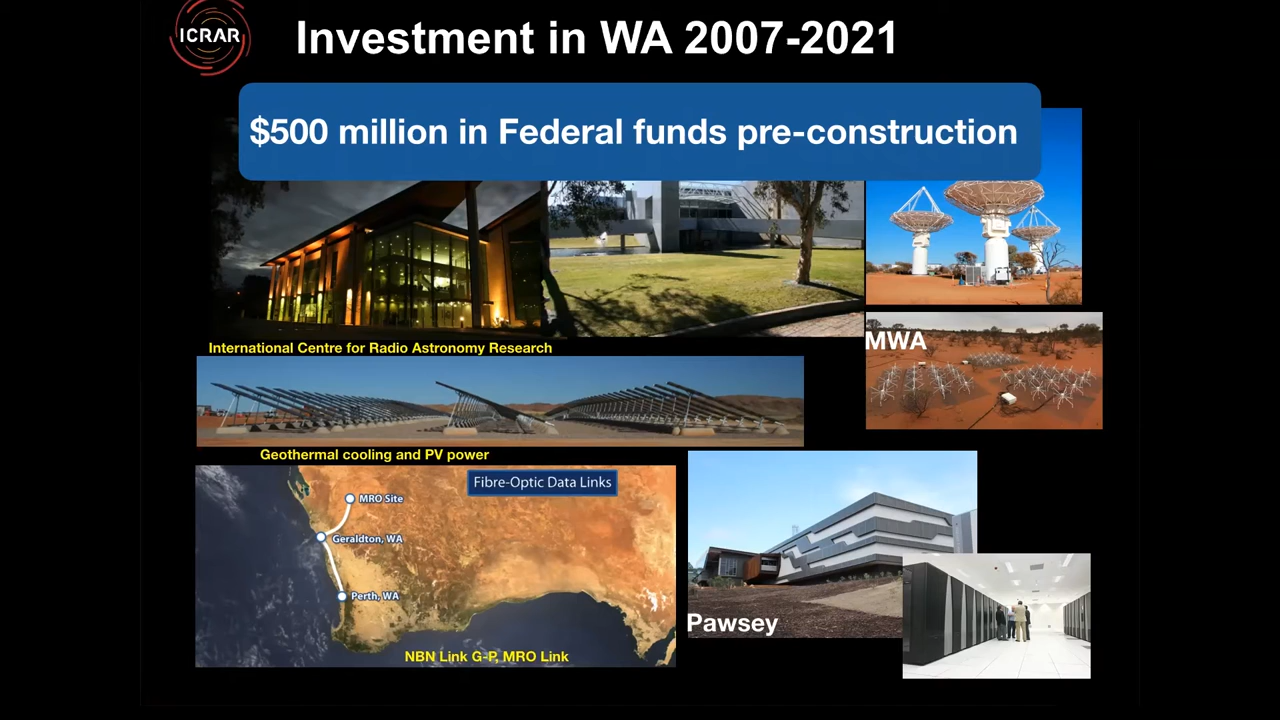 ICRAR
Investment in WA 2007-2021
$500 million in Federal funds pre-construction
International Centre for Radio Astronomy Research
MWA
Geothermal cooling and PV power
Fibre-Optic Data Links
MRO Site
Geraldton, WA
Perth, WA
NBN Link G-P, MRO Link
Pawsey